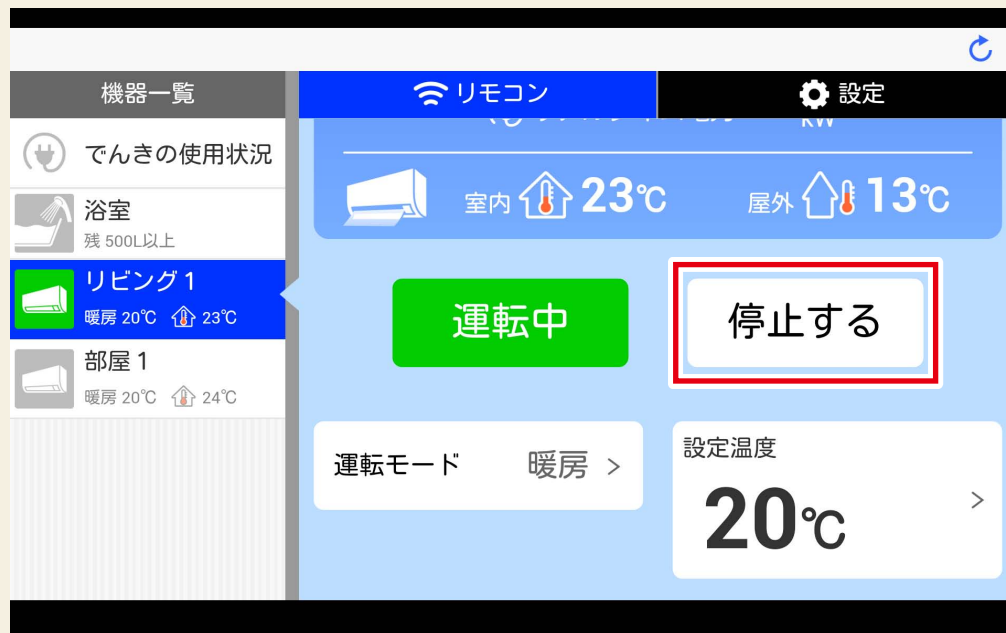 機器一覧
リモコン
設定
でんきの使用状況
浴室
残 500L以上
リビング1
暖房 20℃ 23℃
部屋1
暖房 20℃ 24℃
kW
室内 23℃
屋外 13℃
運転中
停止する
運転モード 暖房 >
設定温度
20℃ >